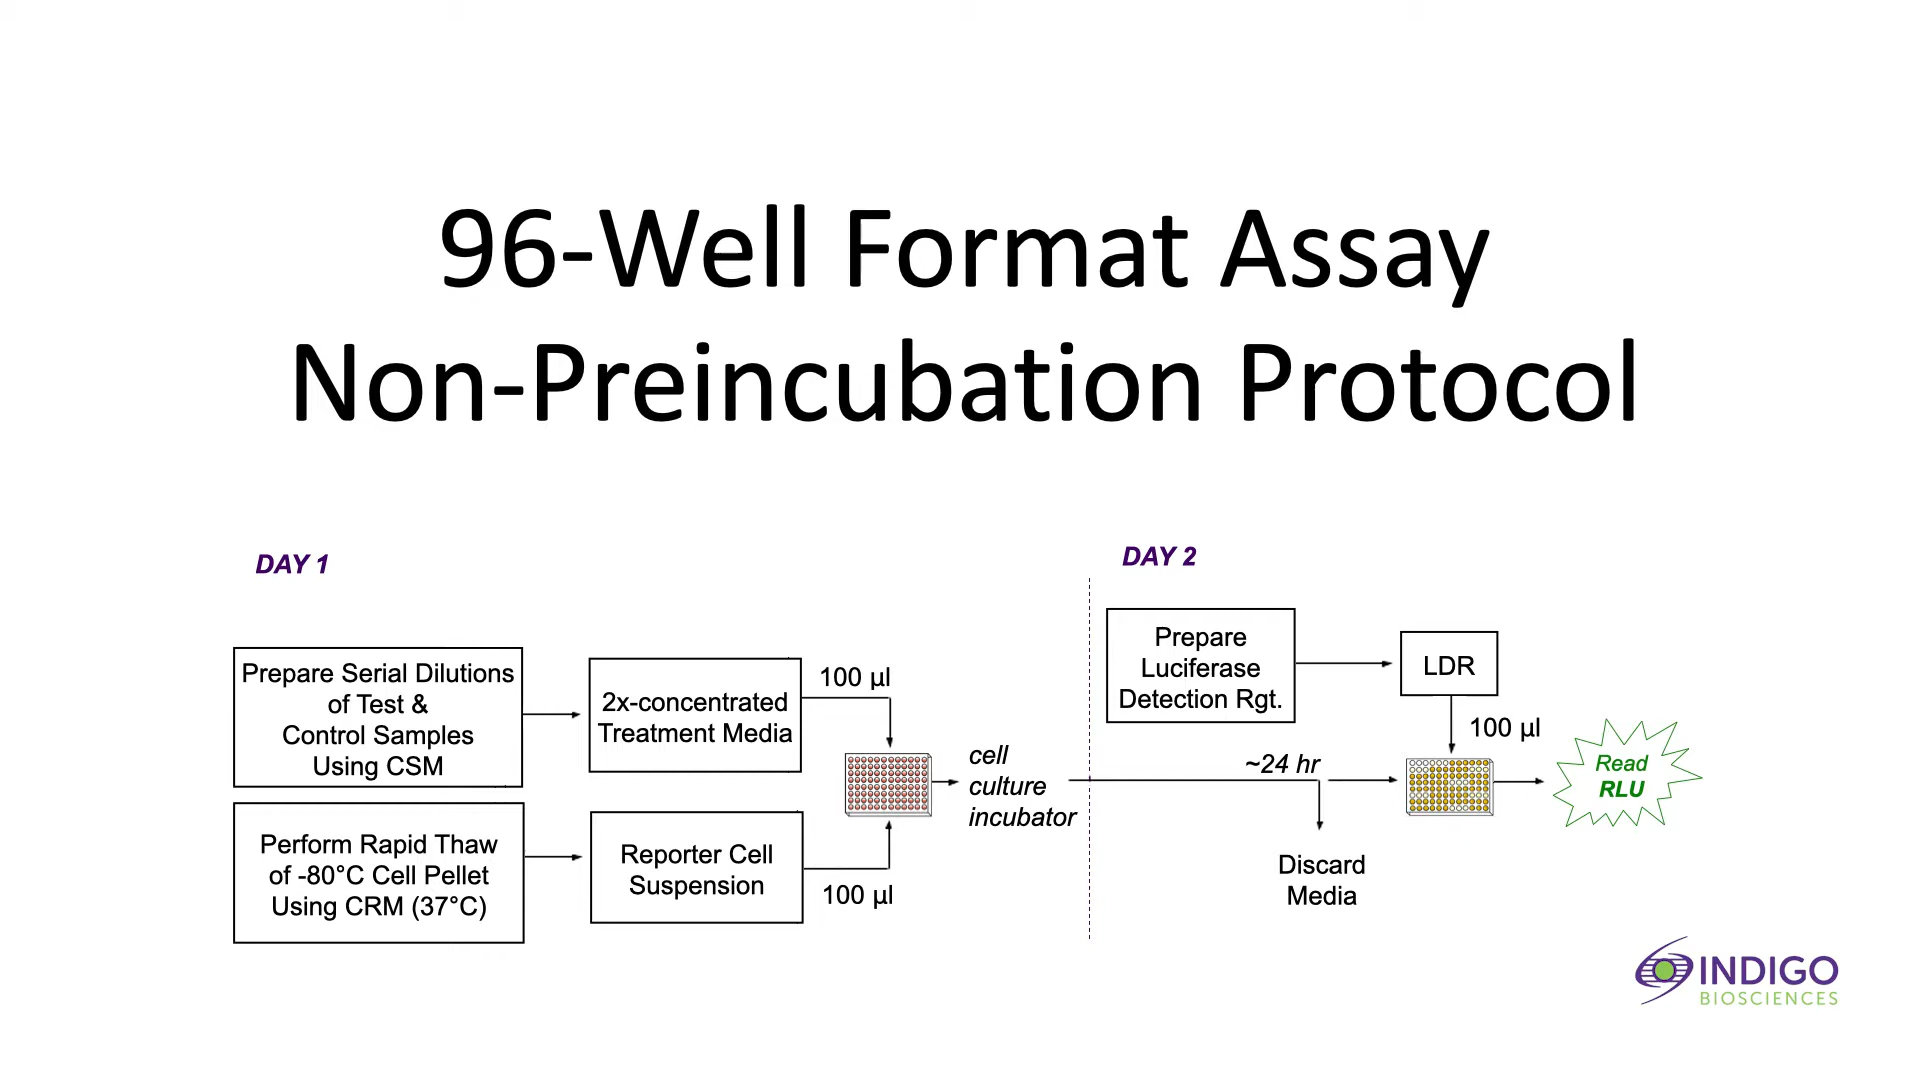 96-Well Format Assay
Non-Preincubation Protocol
DAY 1
Prepare Serial Dilutions
of Test &
Control Samples
Using CSM
2x-concentrated
Treatment Media
100 µl
Perform Rapid Thaw
of -80°C Cell Pellet
Using CRM (37°C)
Reporter Cell
Suspension
100 µl
cell
culture
incubator
DAY 2
Prepare
Luciferase
Detection Rgt.
LDR
100 µl
~24 hr
Discard
Media
Read
RLU
INDIGO
BIOSCIENCES